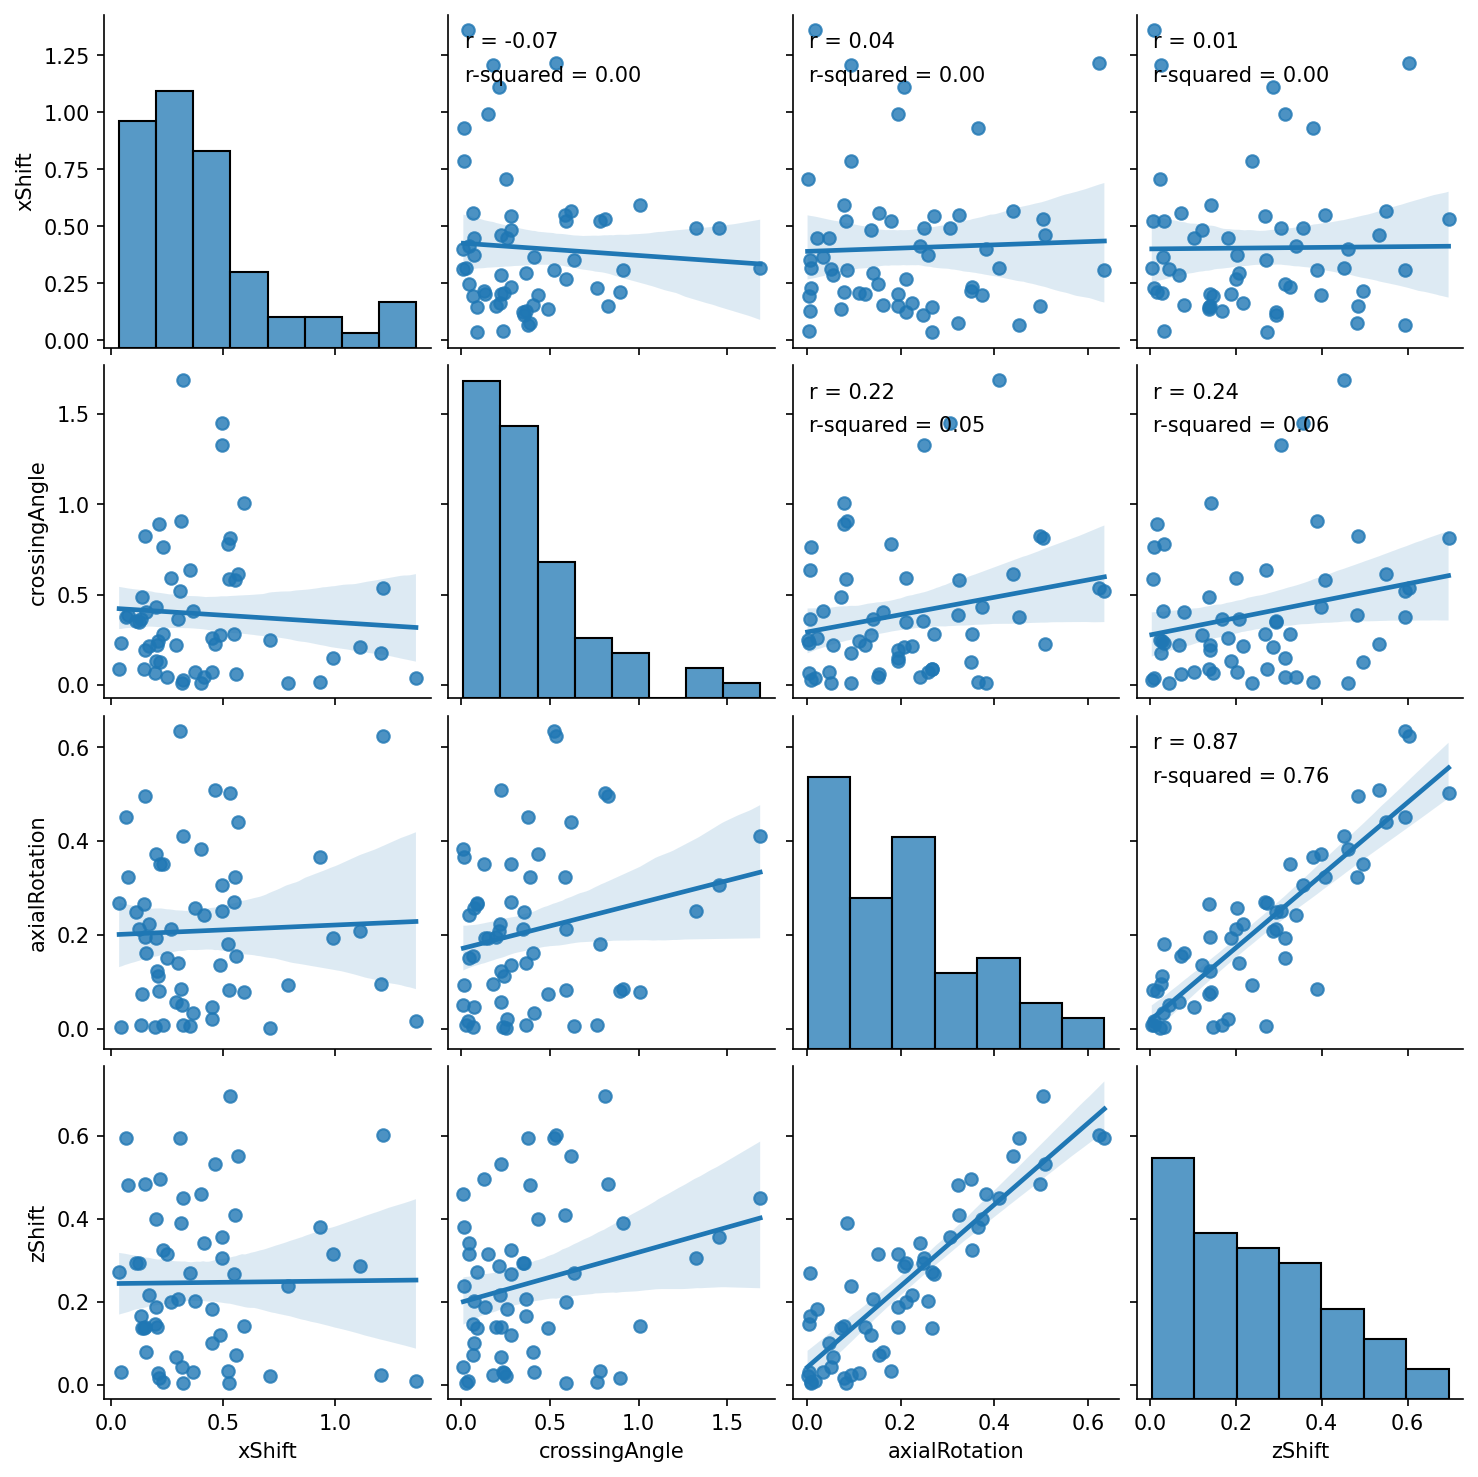 r = -0.07
r-squared = 0.00
r = 0.04
r-squared = 0.00
r = 0.01
r-squared = 0.00
xShift
1.25
1.00
0.75
0.50
0.25
0.00
r = 0.22
r-squared = 0.05
r = 0.24
r-squared = 0.06
crossingAngle
1.5
1.0
0.5
0.0
r = 0.87
r-squared = 0.76
axialRotation
0.6
0.4
0.2
0.0
zShift
0.6
0.4
0.2
0.0
0.0 0.5 1.0
xShift
0.0 0.5 1.0 1.5
crossingAngle
0.0 0.2 0.4 0.6
axialRotation
0.0 0.2 0.4 0.6
zShift